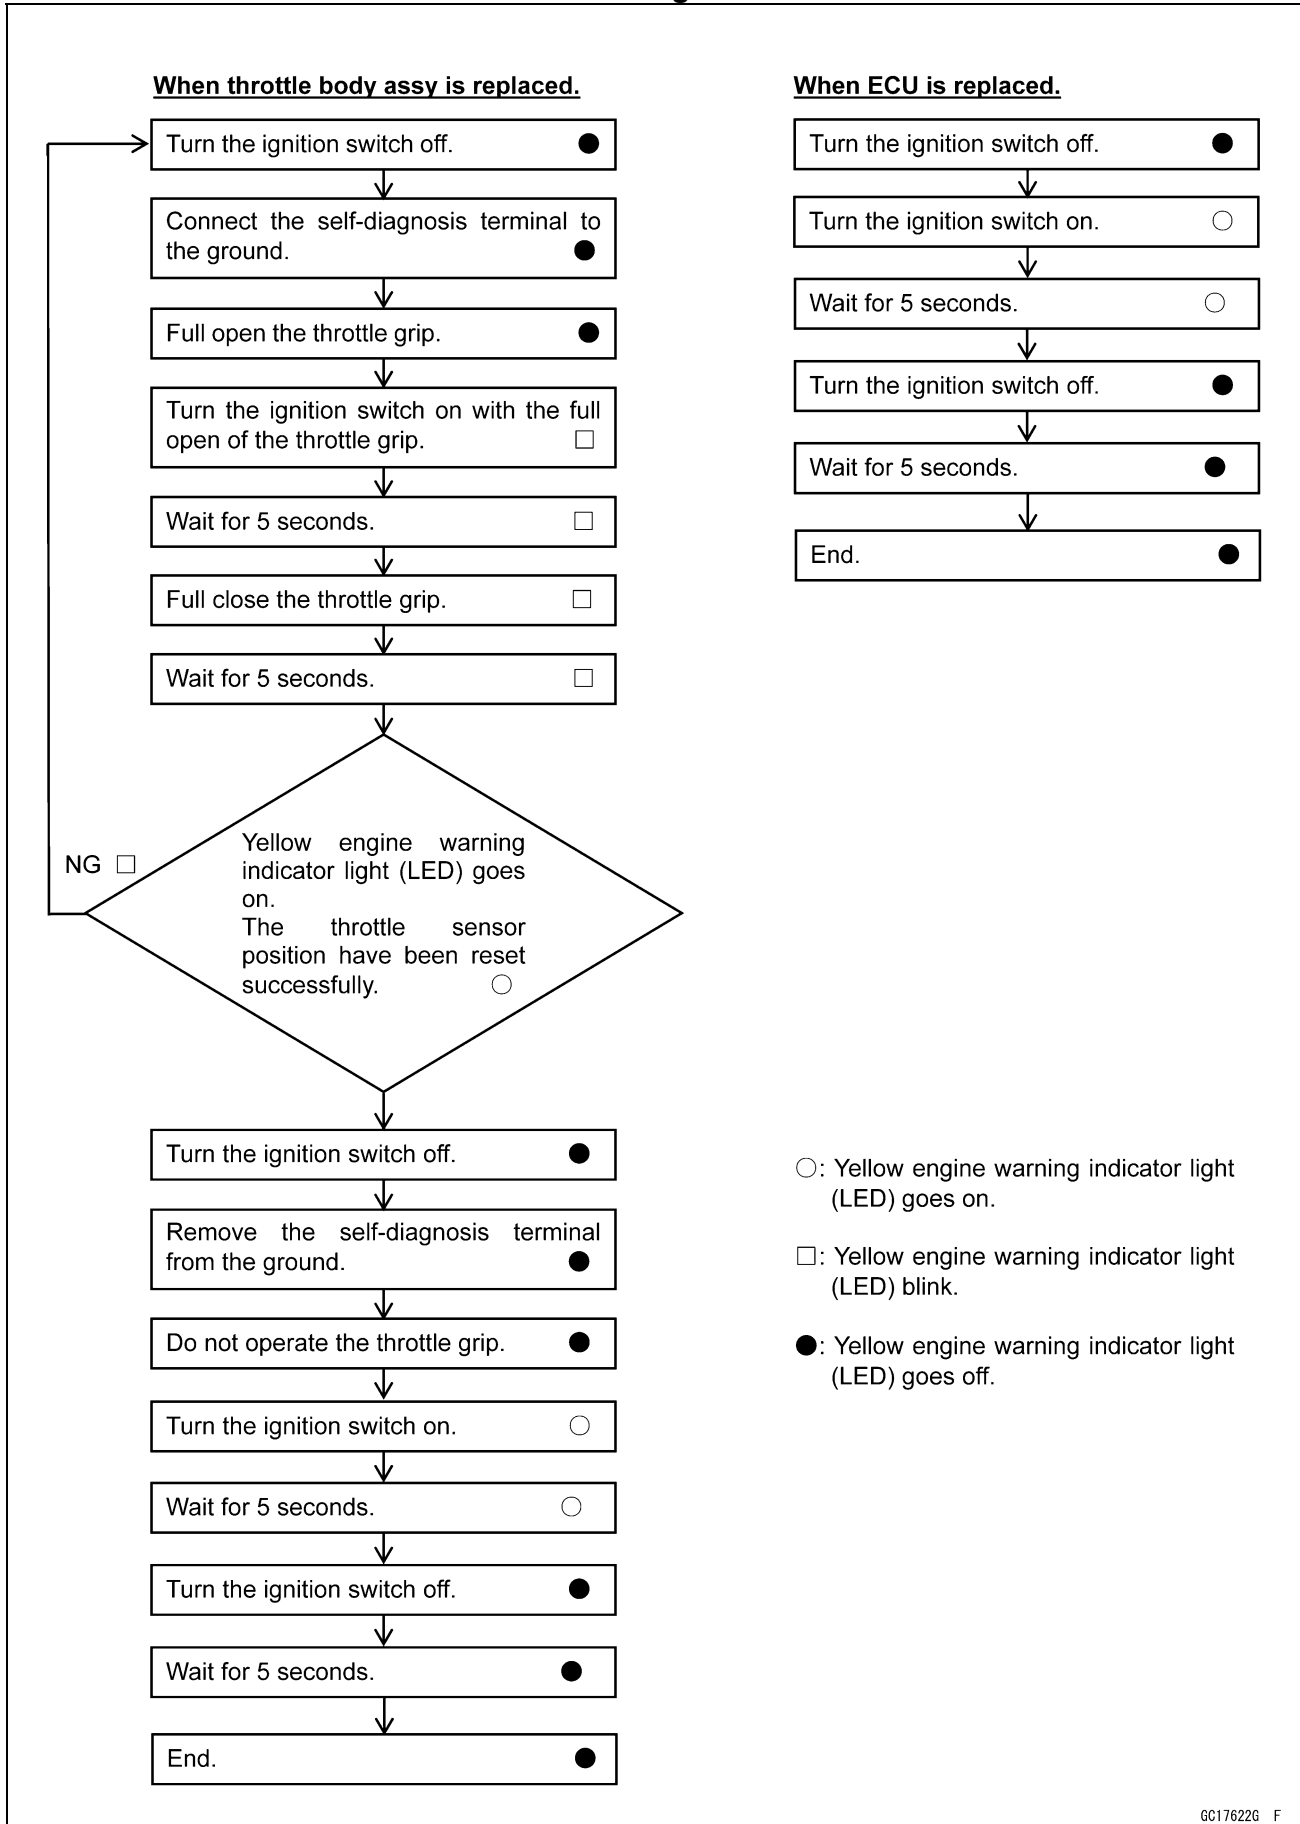 When throttle body assy is replaced.
Turn the ignition switch off. ●
Connect the self-diagnosis terminal to
the ground. ●
Full open the throttle grip. ●
Turn the ignition switch on with the full
open of the throttle grip. □
Wait for 5 seconds. □
Full close the throttle grip. □
Wait for 5 seconds. □
NG □
Yellow engine warning
indicator light (LED) goes
on.
The throttle sensor
position have been reset
successfully. ○
Turn the ignition switch off. ●
Remove the self-diagnosis terminal
from the ground. ●
Do not operate the throttle grip. ●
Turn the ignition switch on. ○
Wait for 5 seconds. ○
Turn the ignition switch off. ●
Wait for 5 seconds. ●
End. ●
When ECU is replaced.
Turn the ignition switch off. ●
Turn the ignition switch on. ○
Wait for 5 seconds. ○
Turn the ignition switch off. ●
Wait for 5 seconds. ●
End. ●
○: Yellow engine warning indicator light
(LED) goes on.
□: Yellow engine warning indicator light
(LED) blink.
●: Yellow engine warning indicator light
(LED) goes off.
GC17622G F